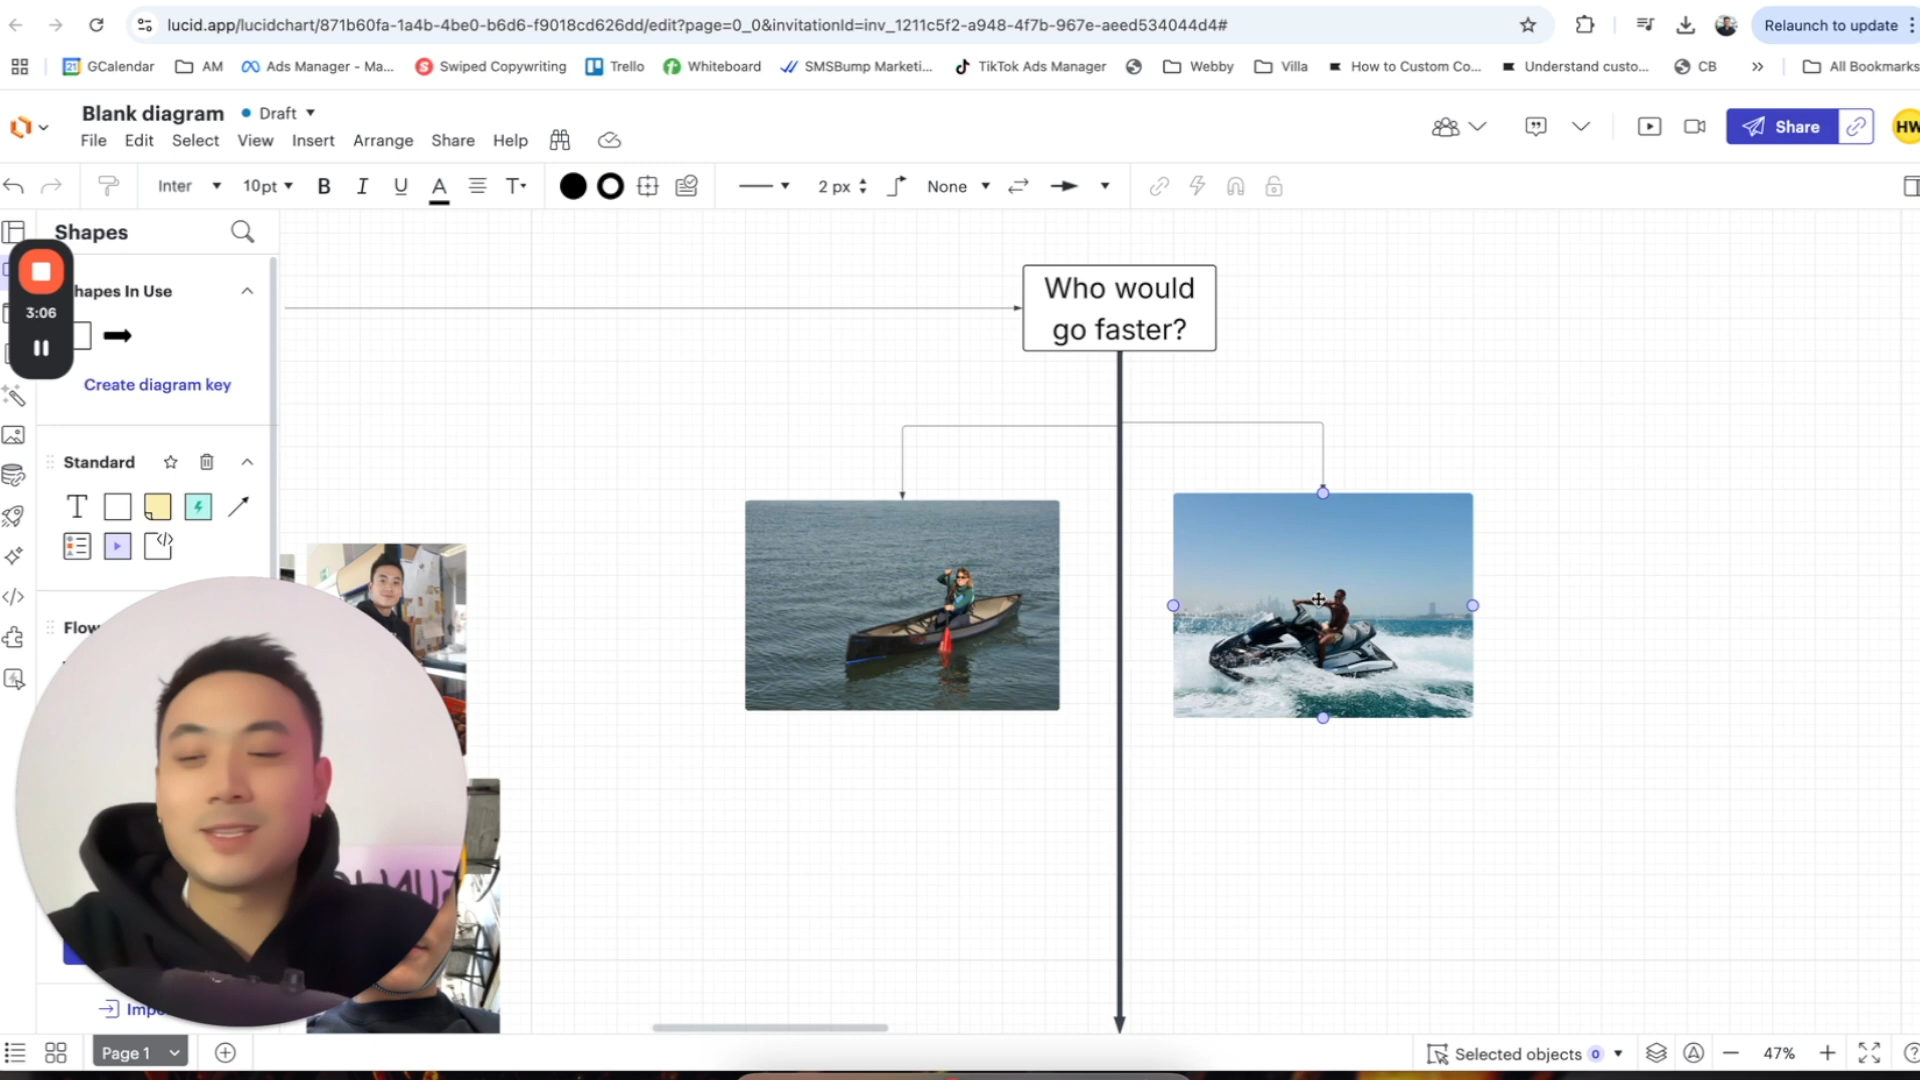 lucid.app/lucidchart/871b60fa-1a4b-4be0-b6d6-f9018cd626dd/edit?page=0_0&invitationId=inv_1211c5f2-a948-4f7b-967e-aeed534044d4#
Relaunch to update
GCalendar
AM
Ads Manager - Ma...
Swiped Copywriting
Trello
Whiteboard
SMSBump Marketi...
TikTok Ads Manager
Webby
Villa
How to Custom Co...
Understand custo...
CB
All Bookmarks
Blank diagram
Draft
File Edit Select View Insert Arrange Share Help
Share
HW
Inter
10pt
B I U A T
2 px
None
Shapes
3:06
hapes In Use
Create diagram key
Standard
T
Flow
Impo
Who would
go faster?
Page 1
Selected objects 0
47%